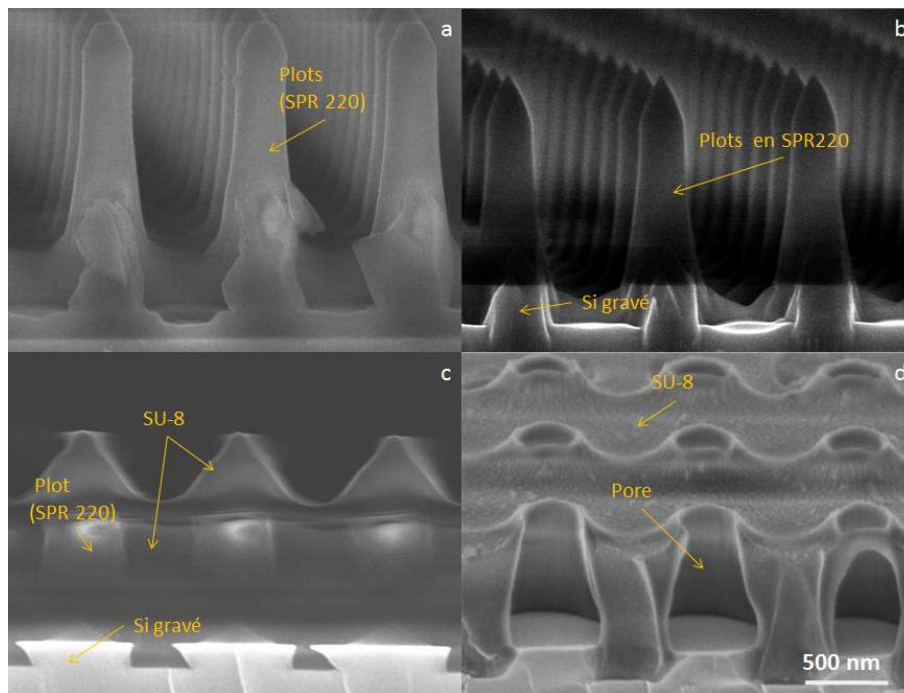 a
Plots
(SPR 220)
b
Plots en SPR220
Si gravé
c
SU-8
Plot
(SPR 220)
Si gravé
d
SU-8
Pore
500 nm